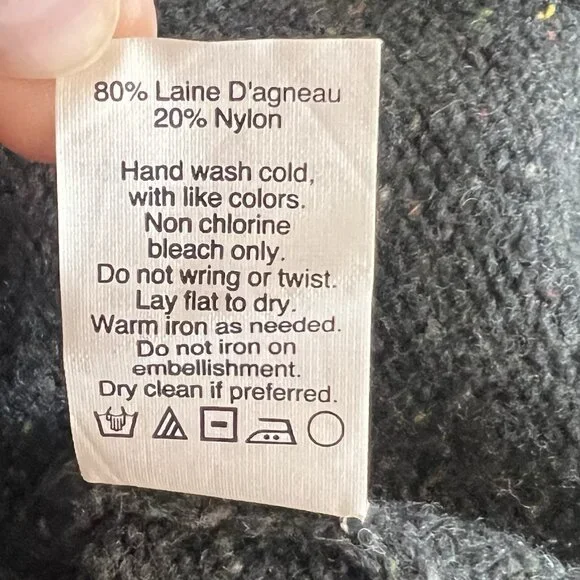 80% Laine D'agneau
20% Nylon
Hand wash cold,
with like colors.
Non chlorine
bleach only.
Do not wring or twist.
Lay flat to dry.
Warm iron as needed.
Do not iron on
embellishment.
Dry clean if preferred.